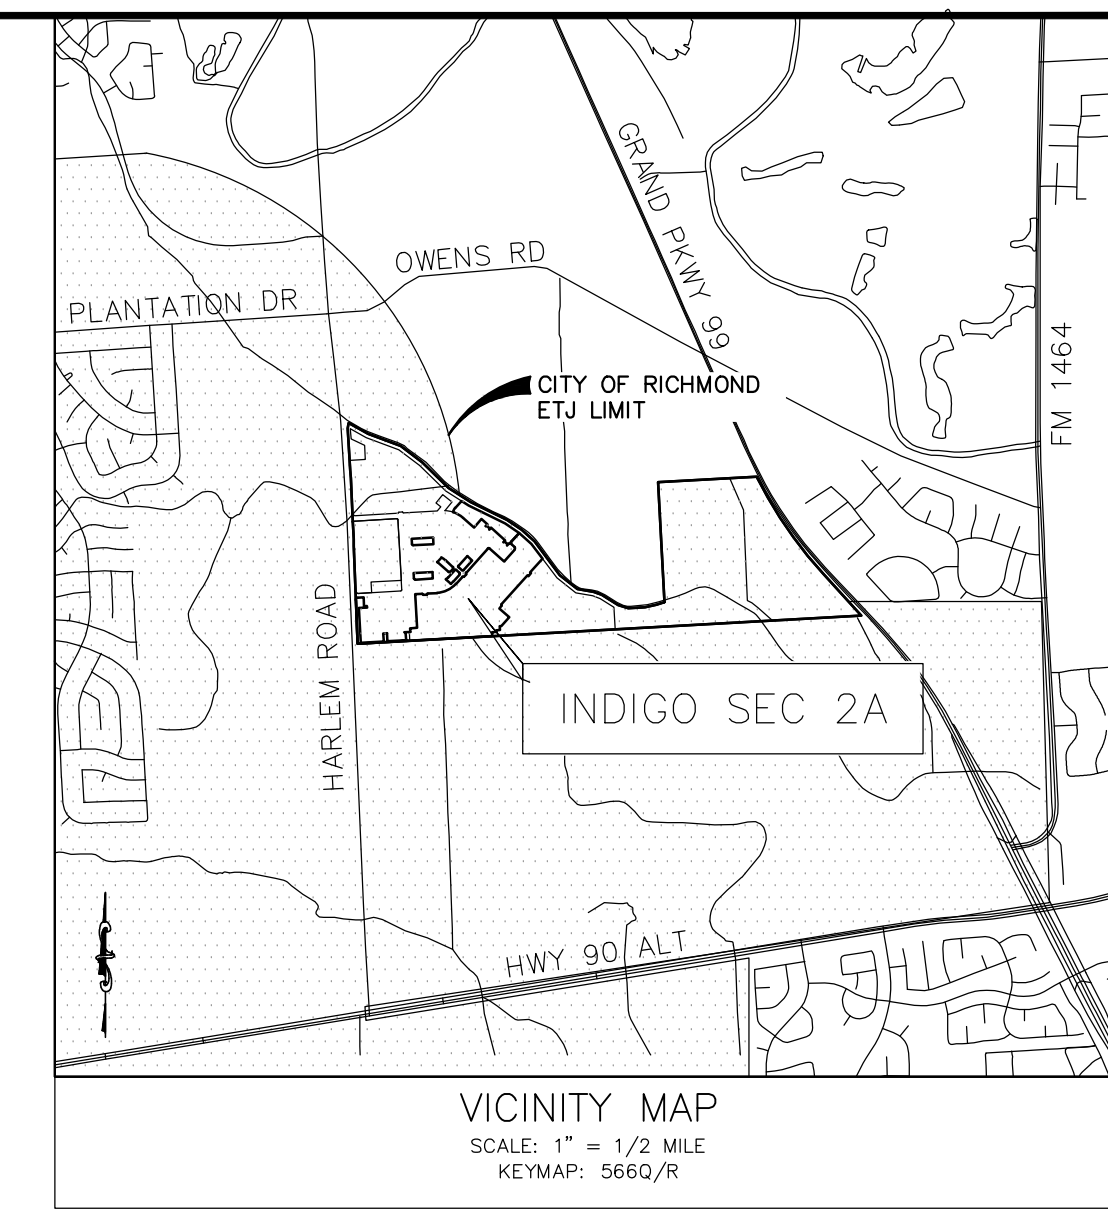 GRAND PKWY 99
OWENS RD
PLANTATION DR
CITY OF RICHMOND
ETJ LIMIT
FM 1464
HARLEM ROAD
INDIGO SEC 2A
HWY 90 ALT
VICINITY MAP
SCALE: 1" = 1/2 MILE
KEYMAP: 566Q/R